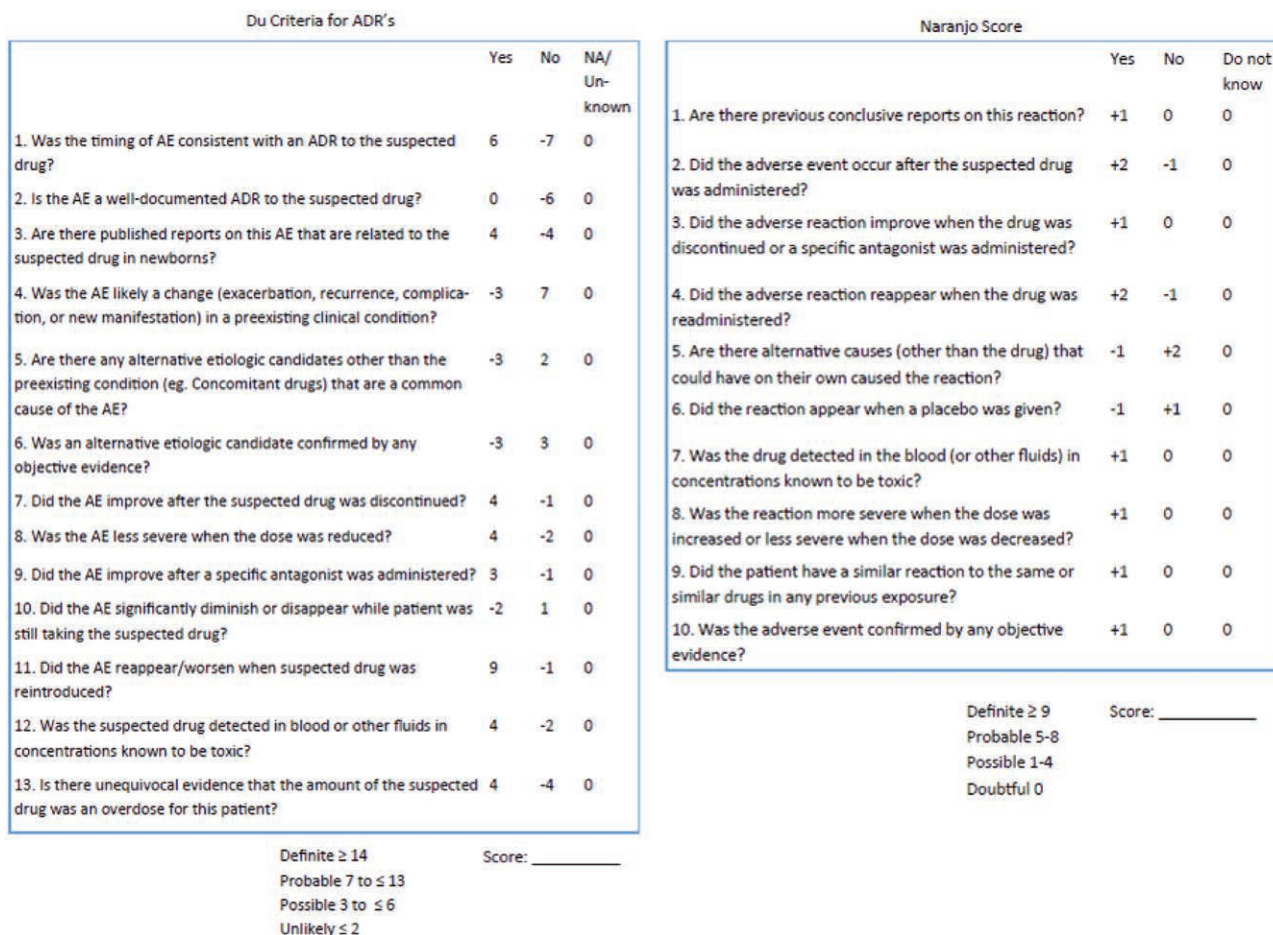 Du Criteria for ADR's
Yes No NA/
Un-
known
1. Was the timing of AE consistent with an ADR to the suspected 6 -7 0
drug?
2. Is the AE a well-documented ADR to the suspected drug? 0 -6 0
3. Are there published reports on this AE that are related to the 4 -4 0
suspected drug in newborns?
4. Was the AE likely a change (exacerbation, recurrence, complica- -3 7 0
tion, or new manifestation) in a preexisting clinical condition?
5. Are there any alternative etiologic candidates other than the -3 2 0
preexisting condition (eg. Concomitant drugs) that are a common
cause of the AE?
6. Was an alternative etiologic candidate confirmed by any -3 3 0
objective evidence?
7. Did the AE improve after the suspected drug was discontinued? 4 -1 0
8. Was the AE less severe when the dose was reduced? 4 -2 0
9. Did the AE improve after a specific antagonist was administered? 3 -1 0
10. Did the AE significantly diminish or disappear while patient was -2 1 0
still taking the suspected drug?
11. Did the AE reappear/worsen when suspected drug was 9 -1 0
reintroduced?
12. Was the suspected drug detected in blood or other fluids in 4 -2 0
concentrations known to be toxic?
13. Is there unequivocal evidence that the amount of the suspected 4 -4 0
drug was an overdose for this patient?
Definite ≥ 14 Score: __________
Probable 7 to ≤ 13
Possible 3 to ≤ 6
Unlikely ≤ 2
Naranjo Score
Yes No Do not
know
1. Are there previous conclusive reports on this reaction? +1 0 0
2. Did the adverse event occur after the suspected drug +2 -1 0
was administered?
3. Did the adverse reaction improve when the drug was +1 0 0
discontinued or a specific antagonist was administered?
4. Did the adverse reaction reappear when the drug was +2 -1 0
readministered?
5. Are there alternative causes (other than the drug) that -1 +2 0
could have on their own caused the reaction?
6. Did the reaction appear when a placebo was given? -1 +1 0
7. Was the drug detected in the blood (or other fluids) in +1 0 0
concentrations known to be toxic?
8. Was the reaction more severe when the dose was +1 0 0
increased or less severe when the dose was decreased?
9. Did the patient have a similar reaction to the same or +1 0 0
similar drugs in any previous exposure?
10. Was the adverse event confirmed by any objective +1 0 0
evidence?
Definite ≥ 9 Score: __________
Probable 5-8
Possible 1-4
Doubtful 0